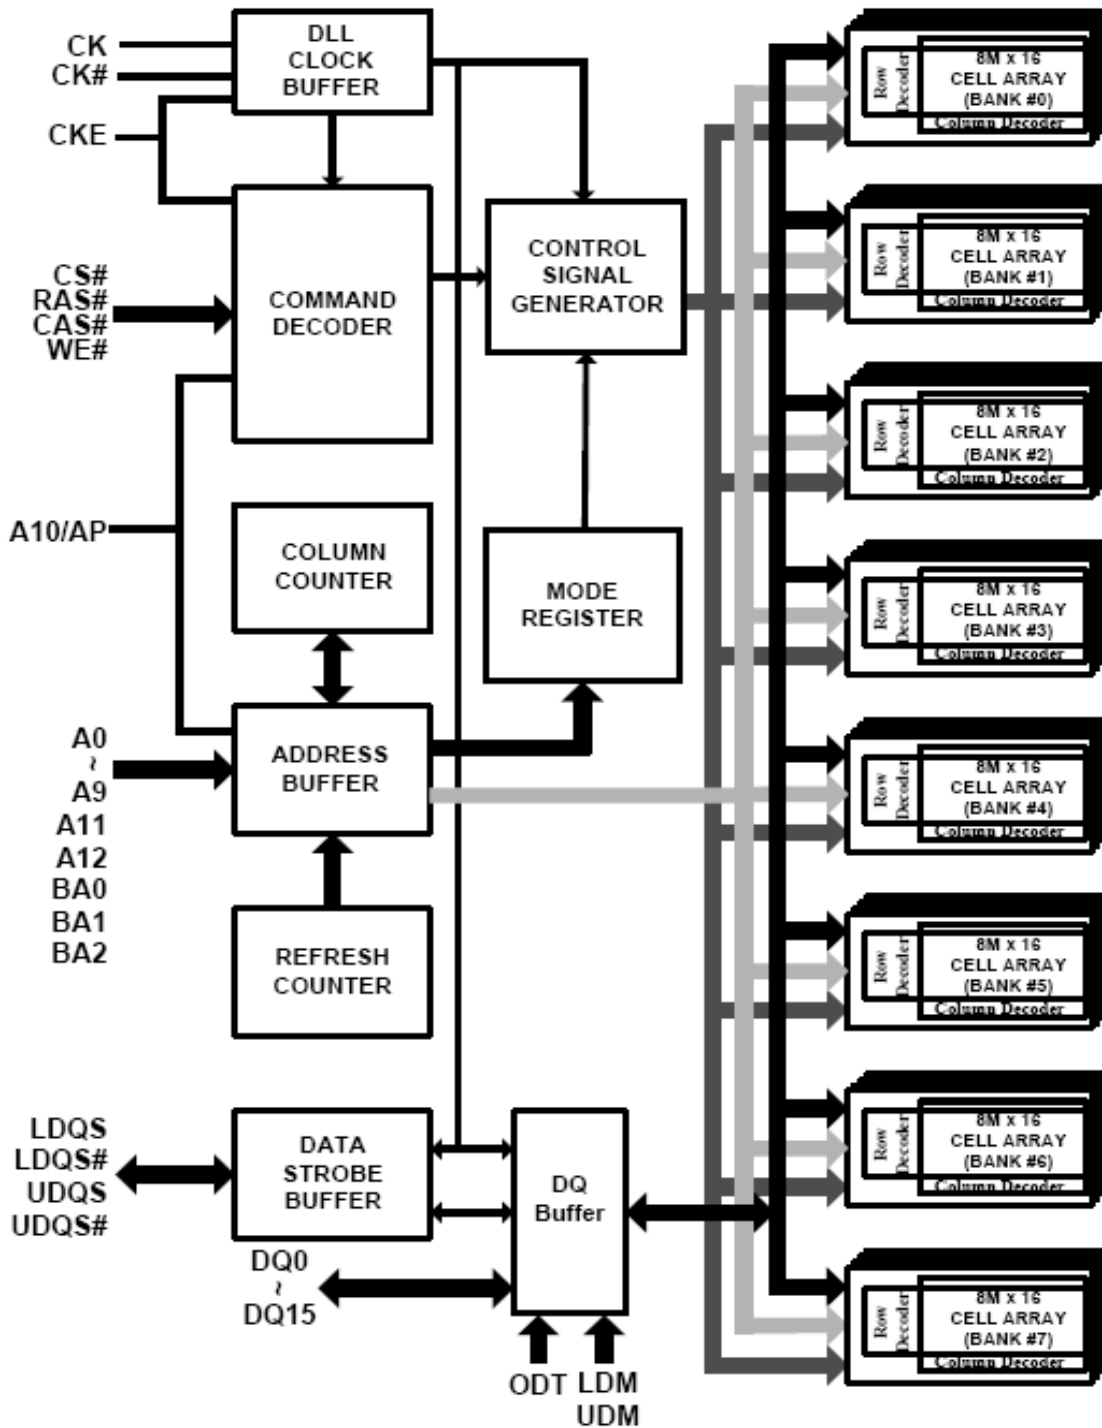 CK
CK#
CKE
CS#
RAS#
CAS#
WE#
A10/AP
A0
~
A9
A11
A12
BA0
BA1
BA2
LDQS
LDQS#
UDQS
UDQS#
DLL
CLOCK
BUFFER
COMMAND
DECODER
COLUMN
COUNTER
ADDRESS
BUFFER
REFRESH
COUNTER
DATA
STROBE
BUFFER
DQ0
~
DQ15
CONTROL
SIGNAL
GENERATOR
MODE
REGISTER
DQ
Buffer
ODT
LDM
UDM
Row
Decoder
8M x 16
CELL ARRAY
(BANK #0)
Column Decoder
Row
Decoder
8M x 16
CELL ARRAY
(BANK #1)
Column Decoder
Row
Decoder
8M x 16
CELL ARRAY
(BANK #2)
Column Decoder
Row
Decoder
8M x 16
CELL ARRAY
(BANK #3)
Column Decoder
Row
Decoder
8M x 16
CELL ARRAY
(BANK #4)
Column Decoder
Row
Decoder
8M x 16
CELL ARRAY
(BANK #5)
Column Decoder
Row
Decoder
8M x 16
CELL ARRAY
(BANK #6)
Column Decoder
Row
Decoder
8M x 16
CELL ARRAY
(BANK #7)
Column Decoder